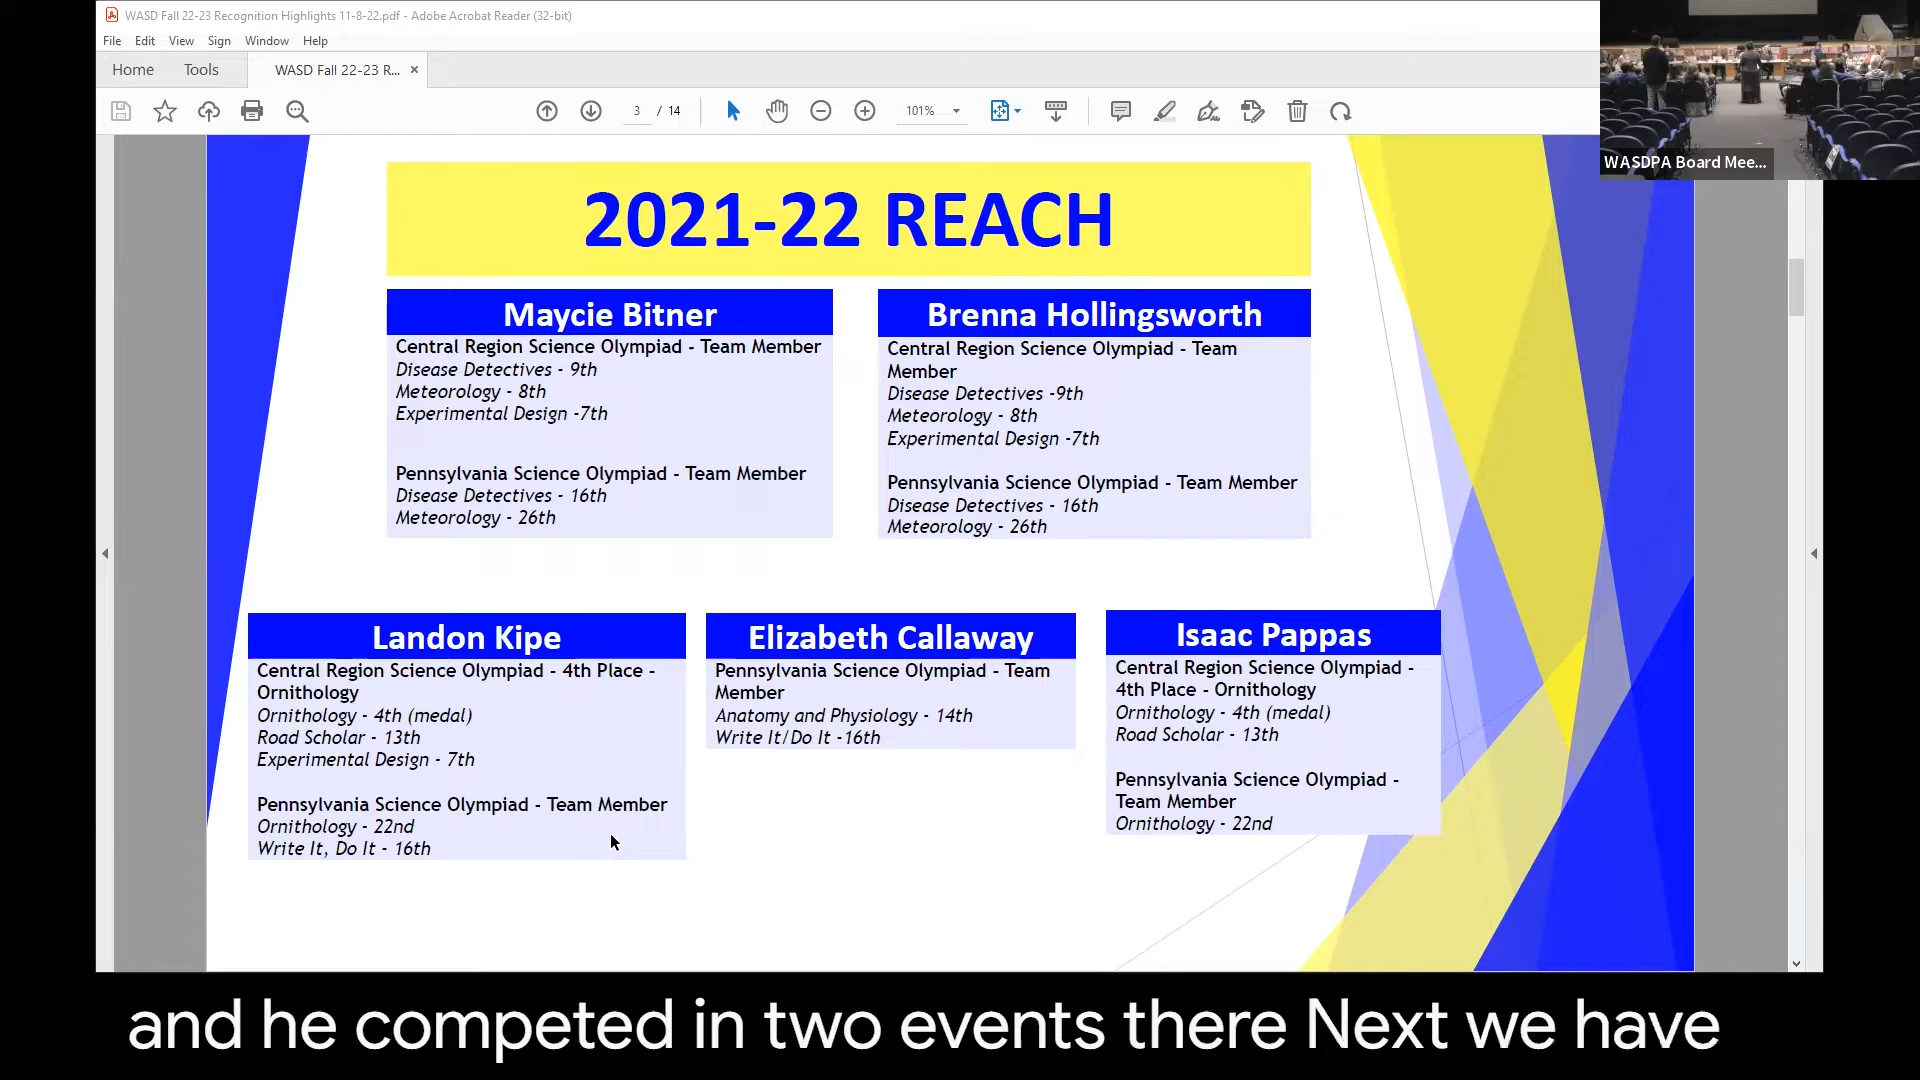 WASD Fall 22-23 Recognition Highlights 11-8-22.pdf - Adobe Acrobat Reader (32-bit)
File Edit View Sign Window Help
Home Tools WASD Fall 22-23 R... ×
3 / 14 101%
WASDPA Board Mee...
2021-22 REACH
Maycie Bitner
Central Region Science Olympiad - Team Member
Disease Detectives - 9th
Meteorology - 8th
Experimental Design -7th
Pennsylvania Science Olympiad - Team Member
Disease Detectives - 16th
Meteorology - 26th
Brenna Hollingsworth
Central Region Science Olympiad - Team
Member
Disease Detectives -9th
Meteorology - 8th
Experimental Design -7th
Pennsylvania Science Olympiad - Team Member
Disease Detectives - 16th
Meteorology - 26th
Landon Kipe
Central Region Science Olympiad - 4th Place -
Ornithology
Ornithology - 4th (medal)
Road Scholar - 13th
Experimental Design - 7th
Pennsylvania Science Olympiad - Team Member
Ornithology - 22nd
Write It, Do It - 16th
Elizabeth Callaway
Pennsylvania Science Olympiad - Team
Member
Anatomy and Physiology - 14th
Write It/Do It -16th
Isaac Pappas
Central Region Science Olympiad -
4th Place - Ornithology
Ornithology - 4th (medal)
Road Scholar - 13th
Pennsylvania Science Olympiad -
Team Member
Ornithology - 22nd
and he competed in two events there Next we have